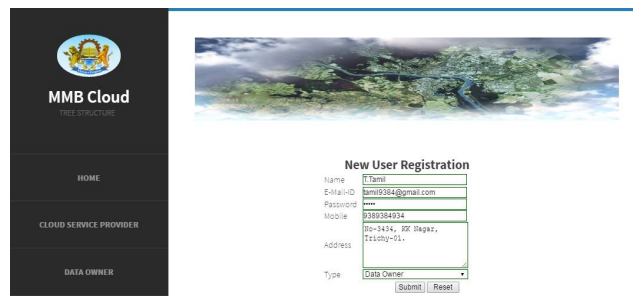 MMB Cloud
TREE STRUCTURE
HOME
CLOUD SERVICE PROVIDER
DATA OWNER
New User Registration
Name T.Tamil
E-Mail-ID tamil9384@gmail.com
Password •••••
Mobile 9389384934
Address No-3434, KK Nagar,
Trichy-01.
Type Data Owner
Submit Reset